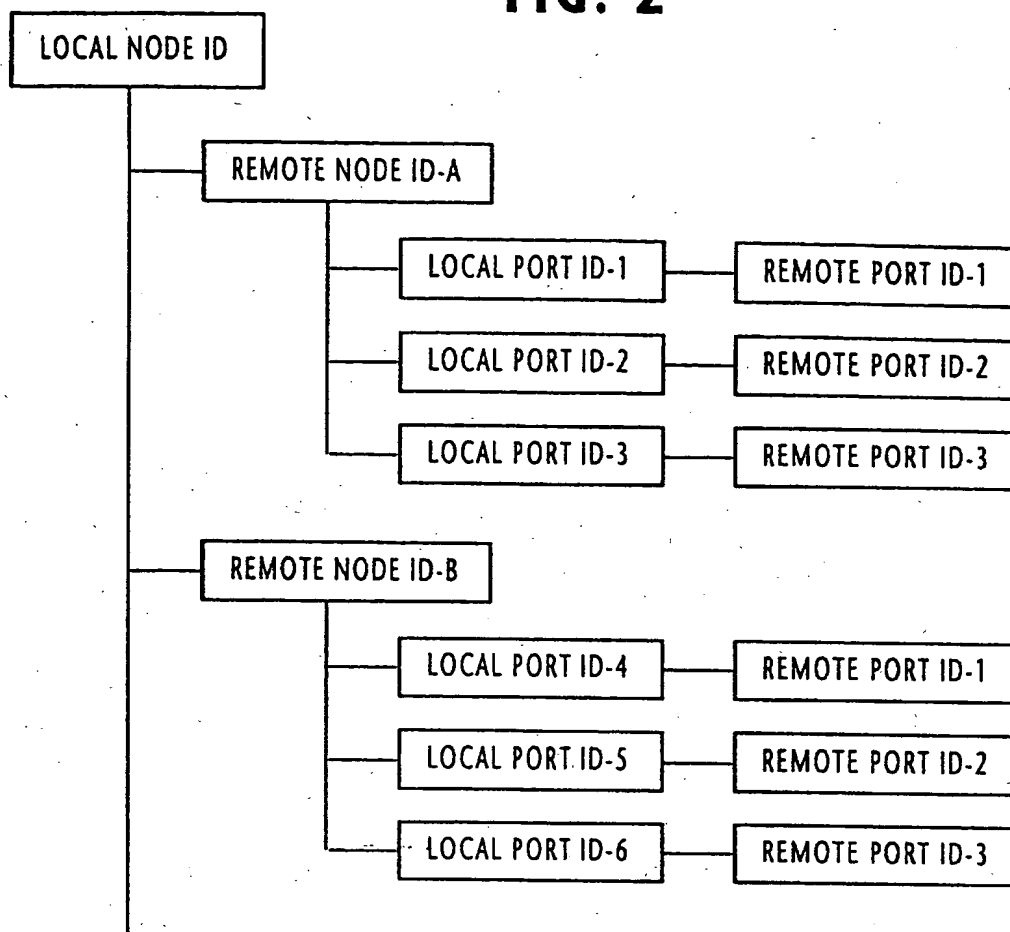 FIG. 2
LOCAL NODE ID
REMOTE NODE ID-A
LOCAL PORT ID-1 REMOTE PORT ID-1
LOCAL PORT ID-2 REMOTE PORT ID-2
LOCAL PORT ID-3 REMOTE PORT ID-3
REMOTE NODE ID-B
LOCAL PORT ID-4 REMOTE PORT ID-1
LOCAL PORT ID-5 REMOTE PORT ID-2
LOCAL PORT ID-6 REMOTE PORT ID-3